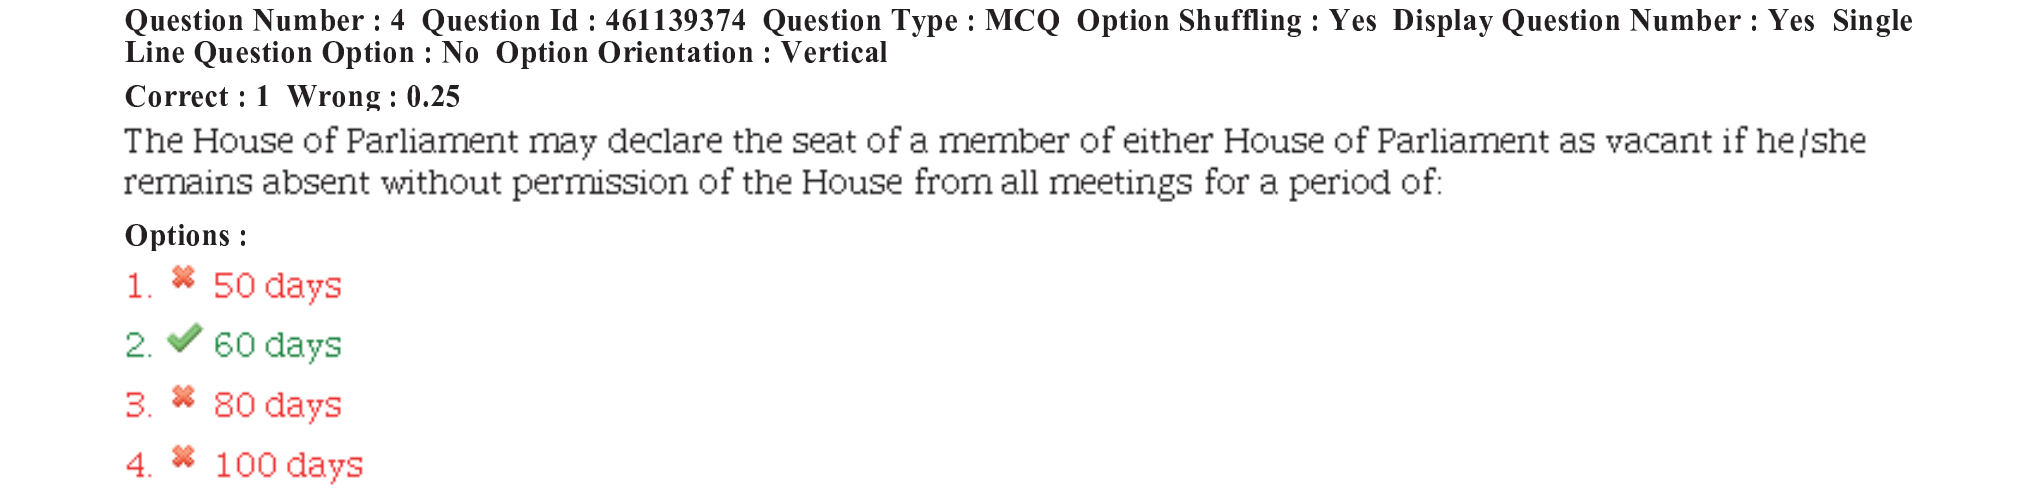 Question Number : 4 Question Id : 461139374 Question Type : MCQ Option Shuffling : Yes Display Question Number : Yes Single
Line Question Option : No Option Orientation : Vertical
Correct : 1 Wrong : 0.25
The House of Parliament may declare the seat of a member of either House of Parliament as vacant if he/she
remains absent without permission of the House from all meetings for a period of:
Options :
1. ✖ 50 days
2. ✔ 60 days
3. ✖ 80 days
4. ✖ 100 days